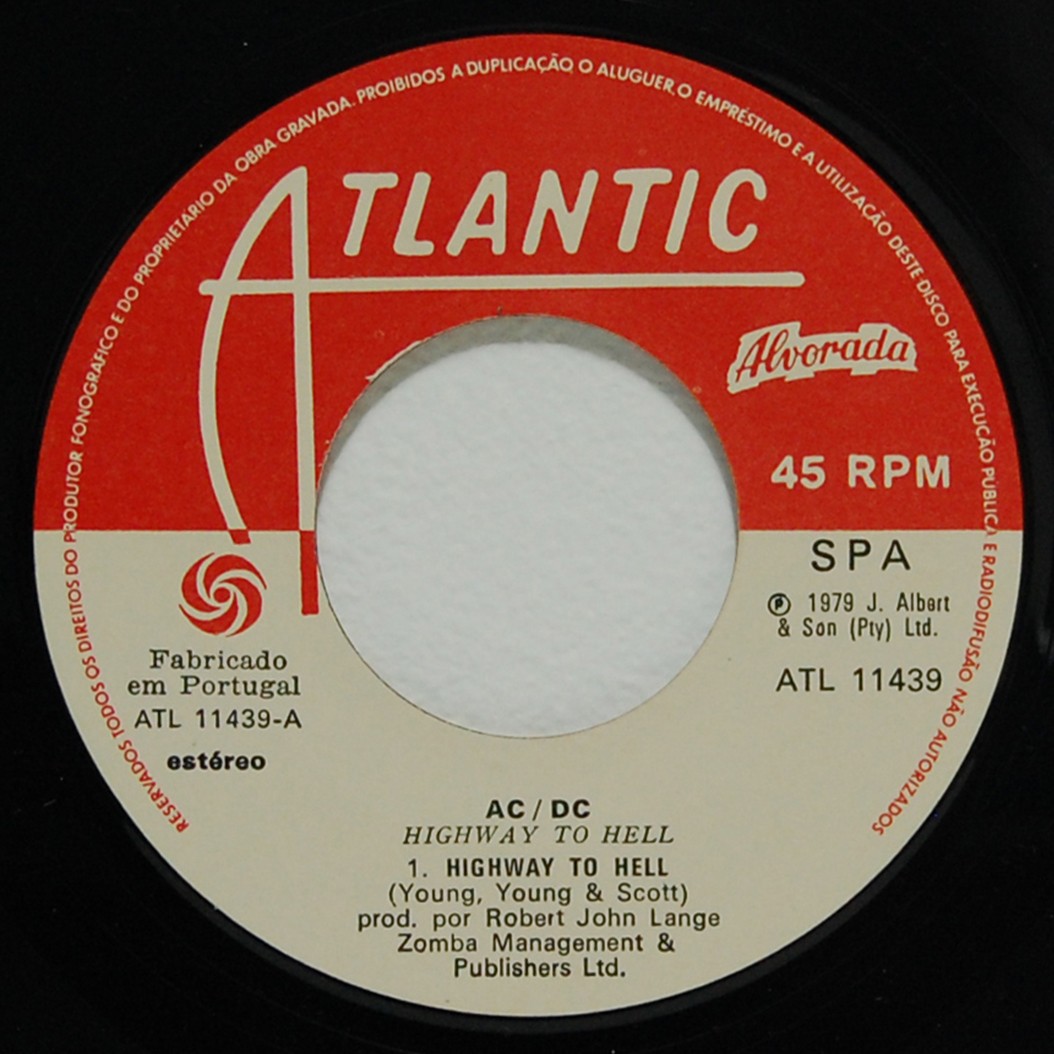 RESERVADOS TODOS OS DIREITOS DO PRODUTOR FONOGRÁFICO E DO PROPRIETÁRIO DA OBRA GRAVADA. PROIBIDOS A DUPLICAÇÃO O ALUGUER, O EMPRÉSTIMO E A UTILIZAÇÃO DESTE DISCO PARA EXECUÇÃO PÚBLICA E RADIODIFUSÃO NÃO AUTORIZADOS
ATLANTIC
Alvorada
45 RPM
SPA
℗ 1979 J. Albert
& Son (Pty) Ltd.
ATL 11439
Fabricado
em Portugal
ATL 11439-A
estéreo
AC / DC
HIGHWAY TO HELL
1. HIGHWAY TO HELL
(Young, Young & Scott)
prod. por Robert John Lange
Zomba Management &
Publishers Ltd.